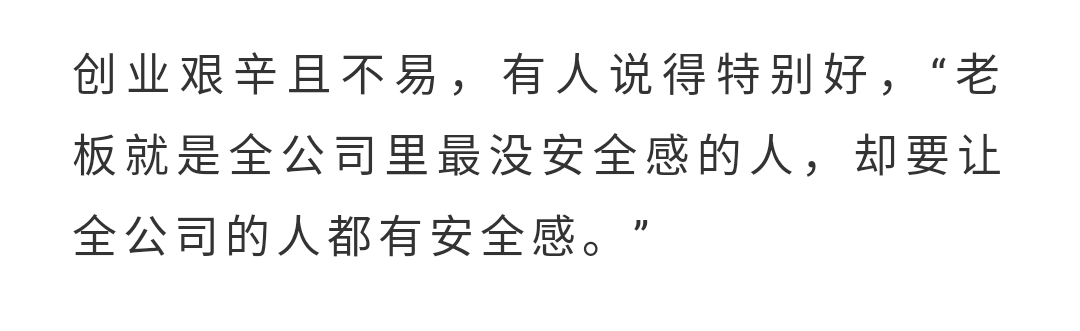 创业艰辛且不易，有人说得特别好，“老
板就是全公司里最没安全感的人，却要让
全公司的人都有安全感。”